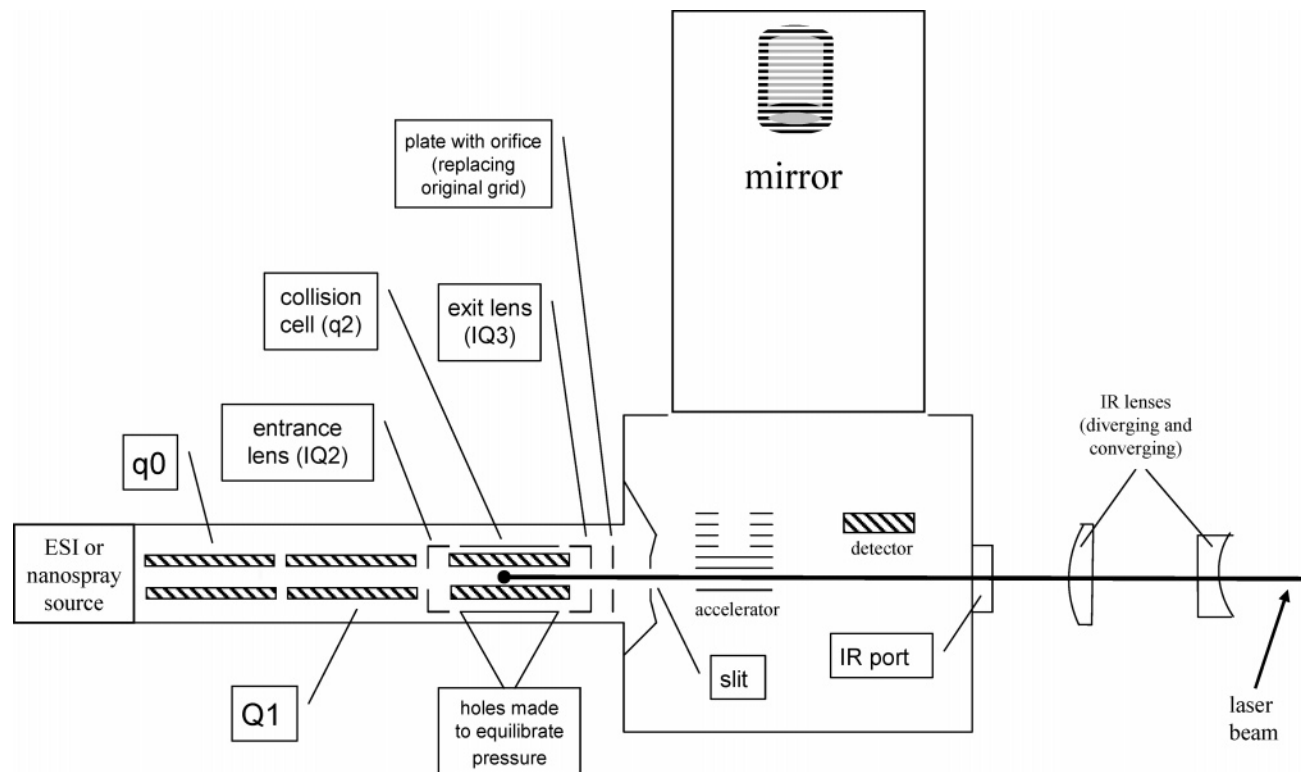 plate with orifice
(replacing
original grid)
mirror
collision
cell (q2)
exit lens
(IQ3)
IR lenses
(diverging and
converging)
entrance
lens (IQ2)
q0
ESI or
nanospray
source
detector
accelerator
IR port
slit
Q1
holes made
to equilibrate
pressure
laser
beam